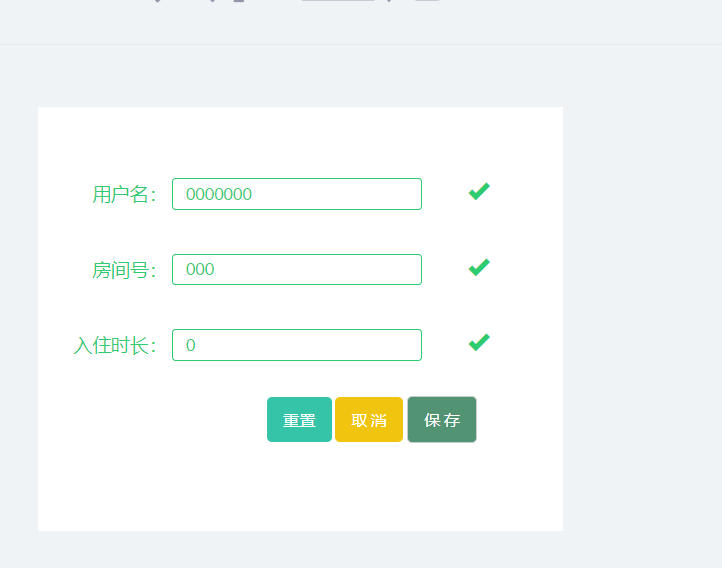 用户名： 0000000
房间号： 000
入住时长： 0
重置 取消 保存